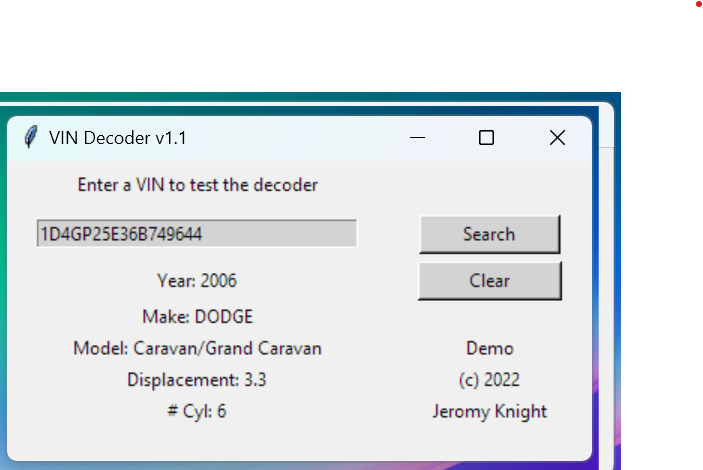 VIN Decoder v1.1
Enter a VIN to test the decoder
1D4GP25E36B749644
Search
Year: 2006
Clear
Make: DODGE
Model: Caravan/Grand Caravan
Demo
Displacement: 3.3
(c) 2022
# Cyl: 6
Jeromy Knight